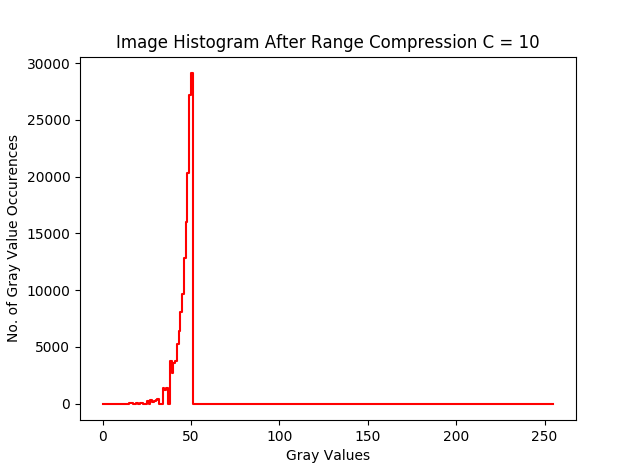 Image Histogram After Range Compression C = 10
30000
25000
20000
15000
10000
5000
0
No. of Gray Value Occurences
0 50 100 150 200 250
Gray Values